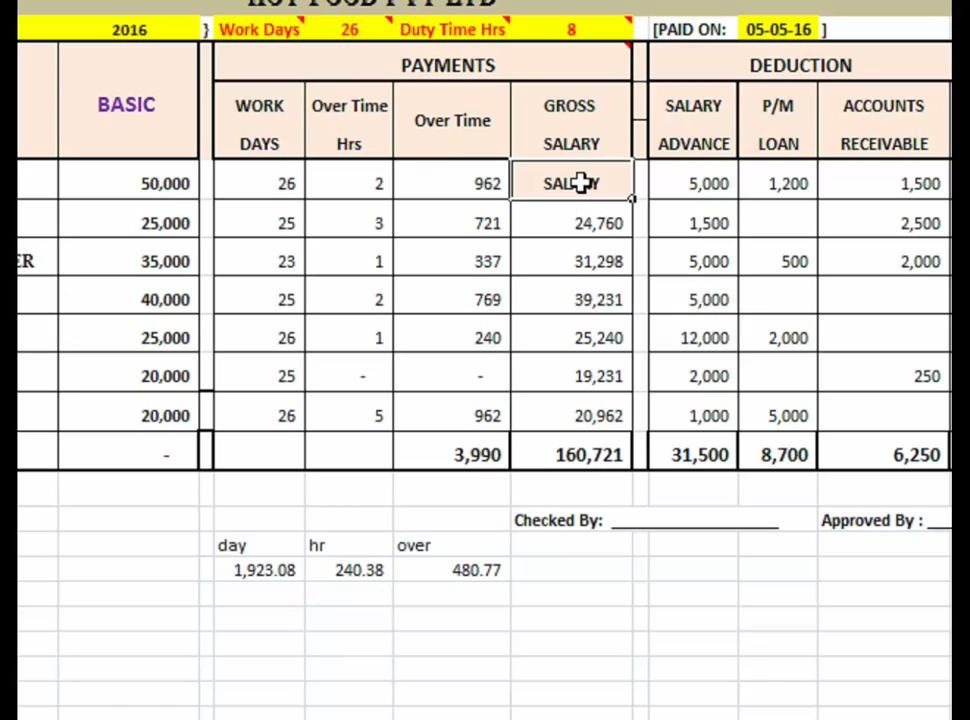 HOT FOOD PVT LTD
2016 } Work Days 26 Duty Time Hrs 8 [PAID ON: 05-05-16 ]
PAYMENTS DEDUCTION
BASIC WORK DAYS Over Time Hrs Over Time GROSS SALARY SALARY ADVANCE P/M LOAN ACCOUNTS RECEIVABLE
50,000 26 2 962 SALARY 5,000 1,200 1,500
25,000 25 3 721 24,760 1,500 2,500
ER 35,000 23 1 337 31,298 5,000 500 2,000
40,000 25 2 769 39,231 5,000
25,000 26 1 240 25,240 12,000 2,000
20,000 25 - - 19,231 2,000 250
20,000 26 5 962 20,962 1,000 5,000
- 3,990 160,721 31,500 8,700 6,250
Checked By: Approved By :
day hr over
1,923.08 240.38 480.77